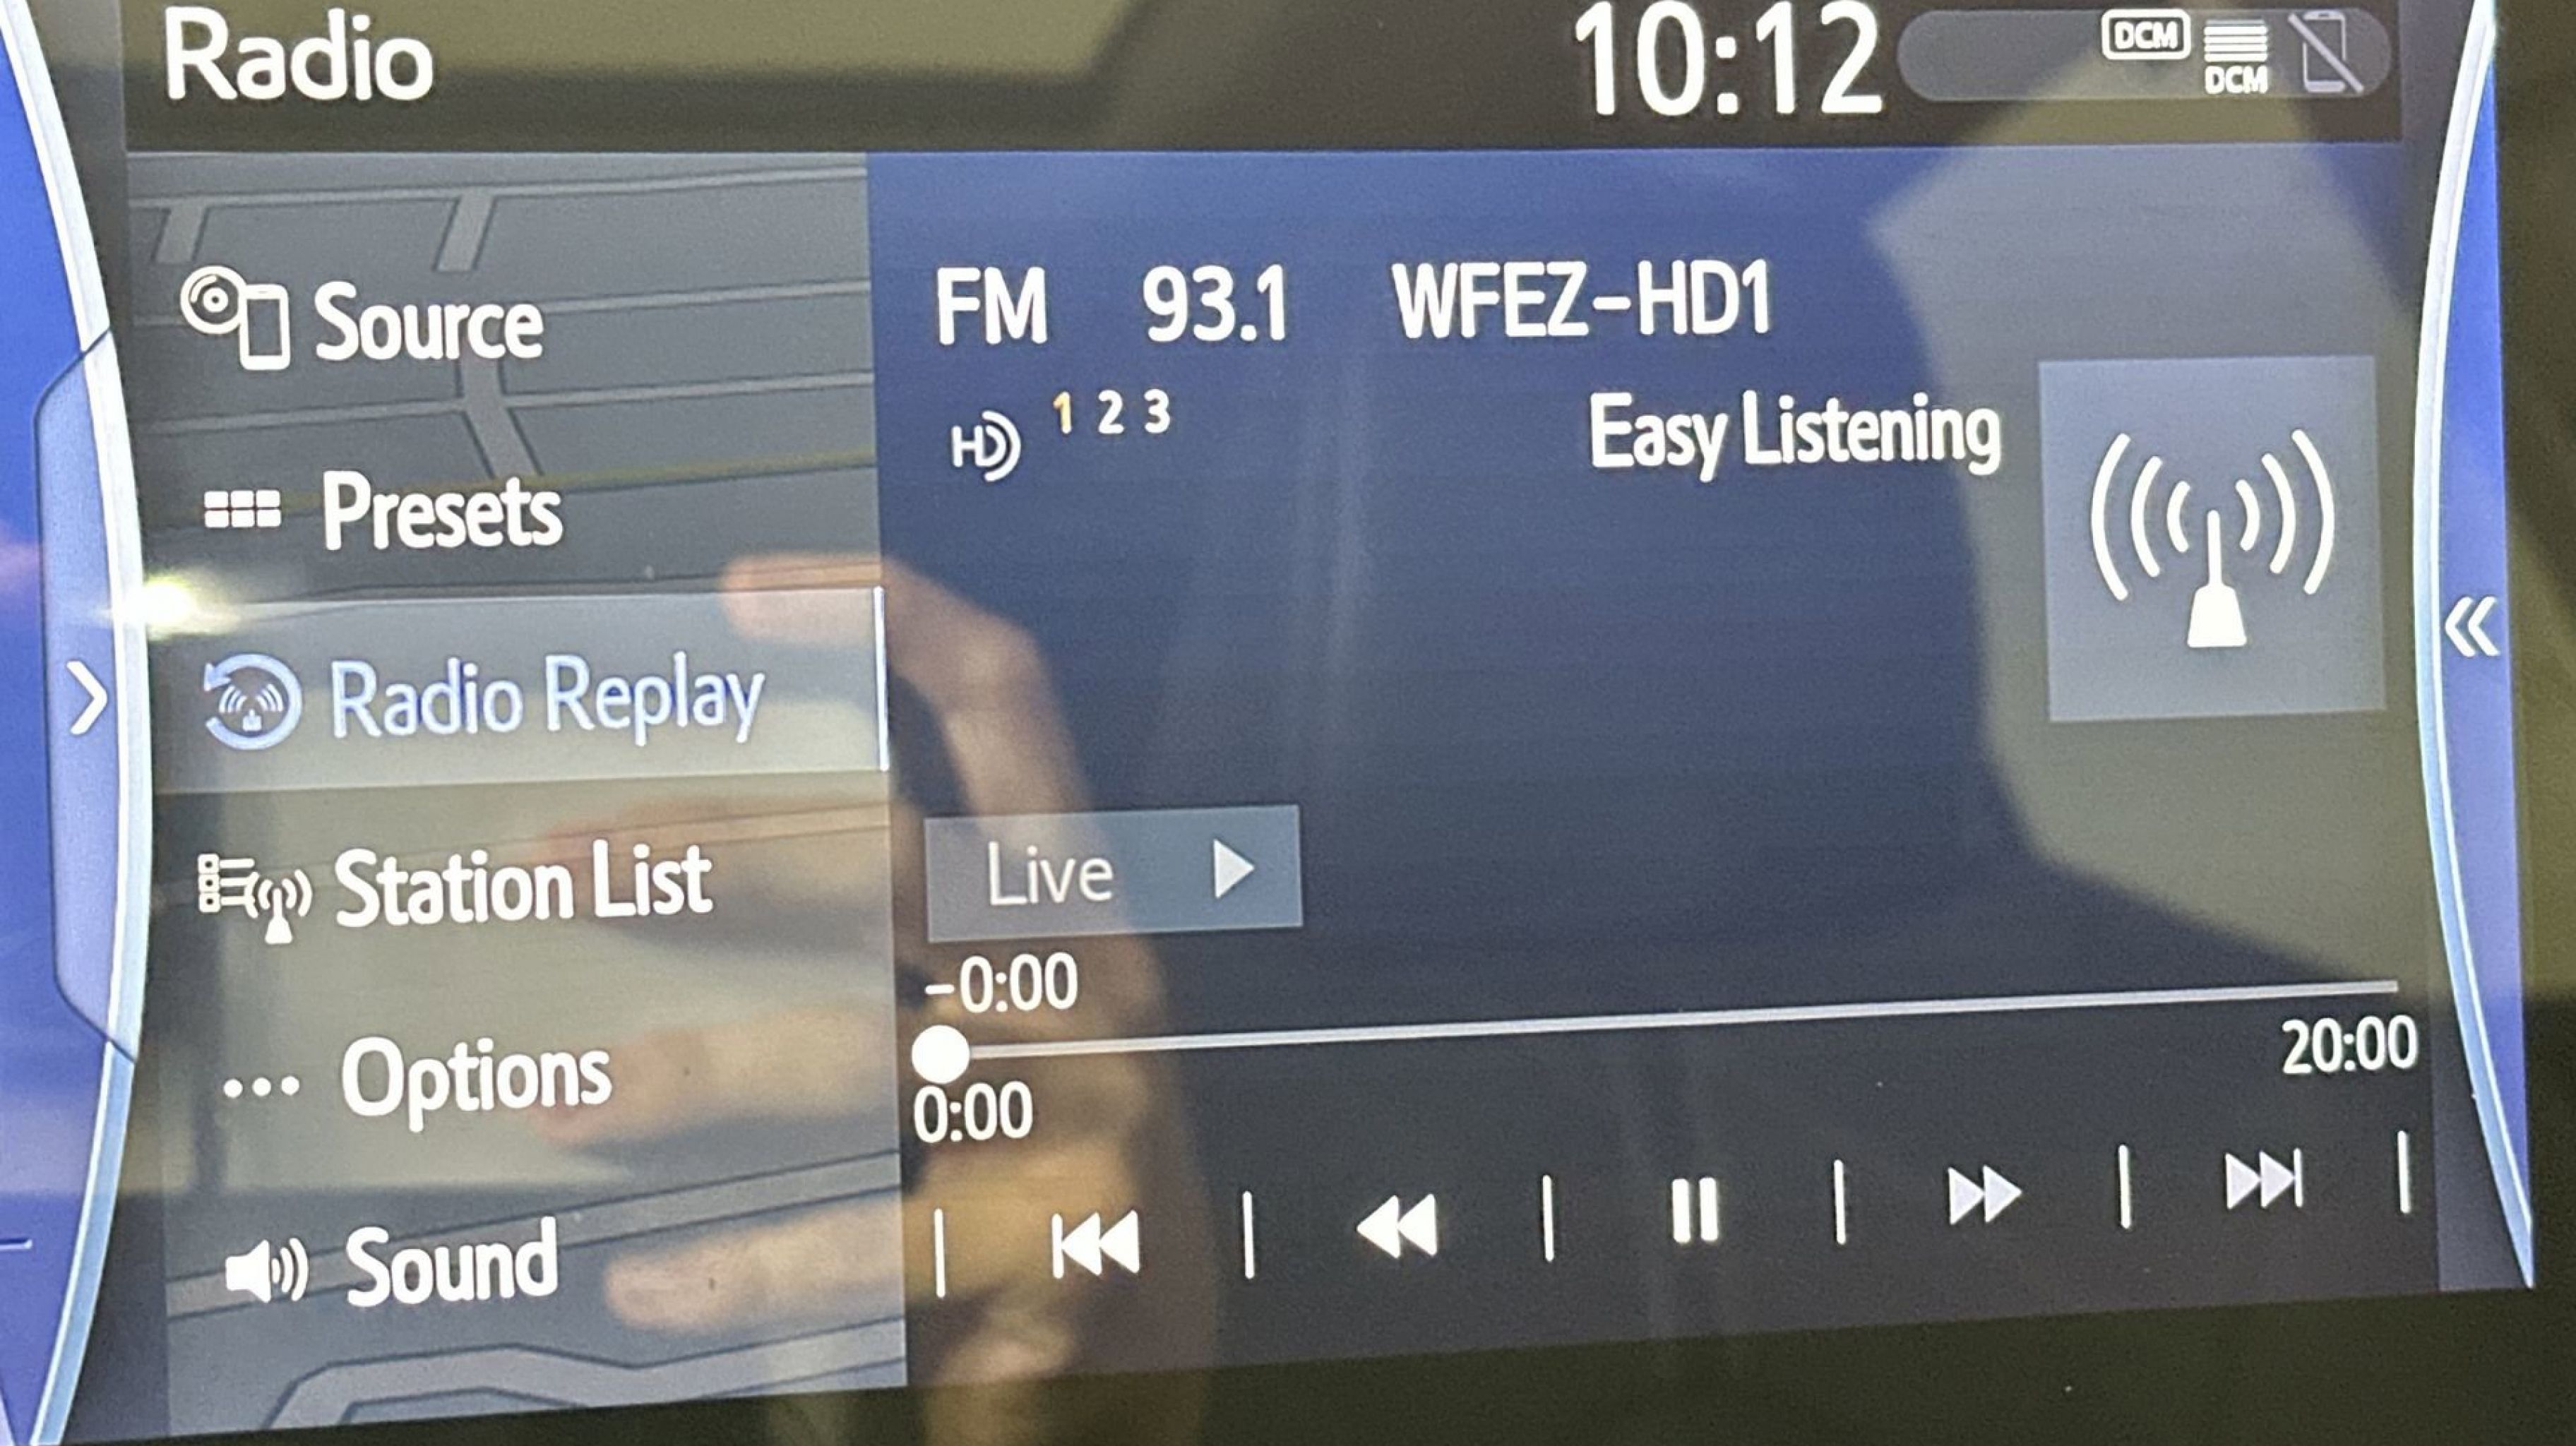 Radio
10:12
DCM
DCM
Source
Presets
Radio Replay
Station List
Options
Sound
FM 93.1 WFEZ-HD1
HD 1 2 3
Easy Listening
Live
-0:00
0:00
20:00